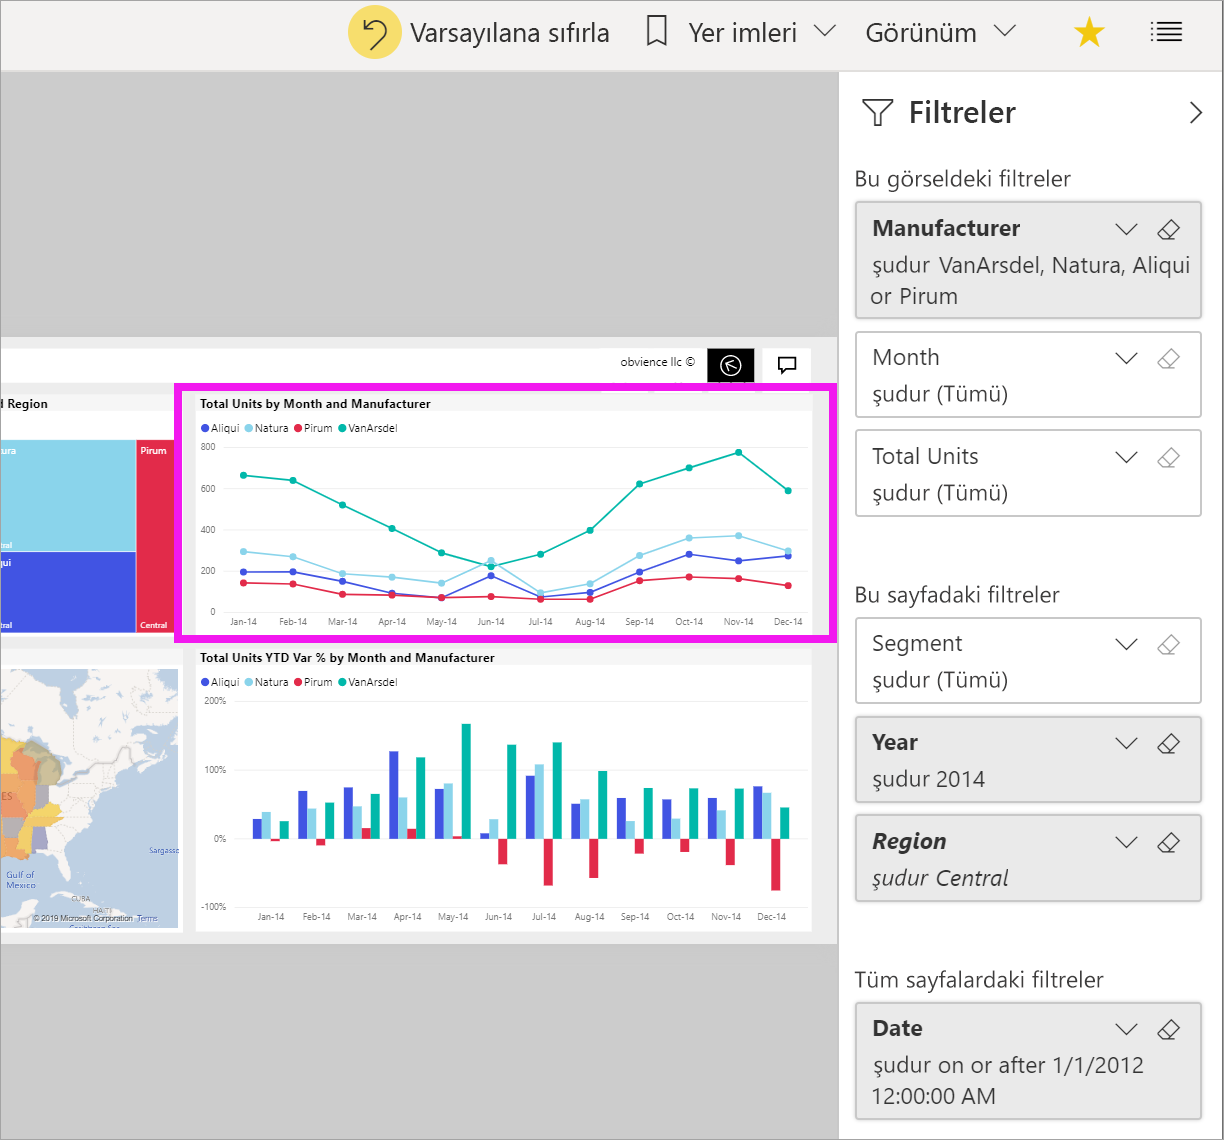 Varsayılana sıfırla
Yer imleri
Görünüm
Filtreler
Bu görseldeki filtreler
Manufacturer
şudur VanArsdel, Natura, Aliqui
or Pirum
Month
şudur (Tümü)
Total Units
şudur (Tümü)
Bu sayfadaki filtreler
Segment
şudur (Tümü)
Year
şudur 2014
Region
şudur Central
Tüm sayfalardaki filtreler
Date
şudur on or after 1/1/2012
12:00:00 AM
obvience llc ©
Region
Pirum
Central
Total Units by Month and Manufacturer
Aliqui Natura Pirum VanArsdel
800
600
400
200
0
Jan-14 Feb-14 Mar-14 Apr-14 May-14 Jun-14 Jul-14 Aug-14 Sep-14 Oct-14 Nov-14 Dec-14
Total Units YTD Var % by Month and Manufacturer
Aliqui Natura Pirum VanArsdel
200%
100%
0%
-100%
Jan-14 Feb-14 Mar-14 Apr-14 May-14 Jun-14 Jul-14 Aug-14 Sep-14 Oct-14 Nov-14 Dec-14
Sargasso
Gulf of
Mexico
CUBA
© 2019 Microsoft Corporation Terms